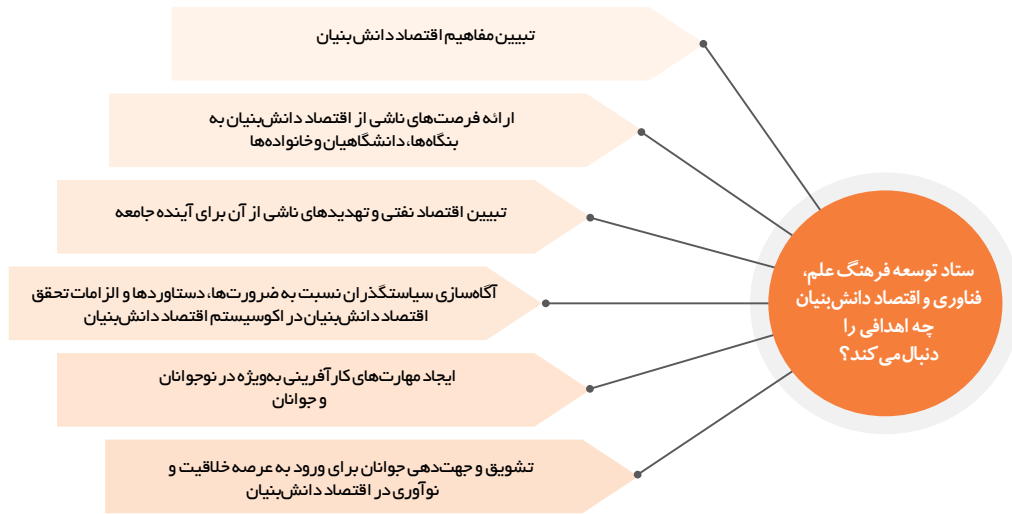 ستاد توسعه فرهنگ علم،
فناوری و اقتصاد دانش‌بنیان
چه اهدافی را
دنبال می‌کند؟
تبیین مفاهیم اقتصاد دانش‌بنیان
ارائه فرصت‌های ناشی از اقتصاد دانش‌بنیان به
بنگاه‌ها، دانشگاهیان و خانواده‌ها
تبیین اقتصاد نفتی و تهدیدهای ناشی از آن برای آینده جامعه
آگاه‌سازی سیاستگذران نسبت به ضرورت‌ها، دستاوردها و الزامات تحقق
اقتصاد دانش‌بنیان در اکوسیستم اقتصاد دانش‌بنیان
ایجاد مهارت‌های کارآفرینی به‌ویژه در نوجوانان
و جوانان
تشویق و جهت‌دهی جوانان برای ورود به عرصه خلاقیت و
نوآوری در اقتصاد دانش‌بنیان